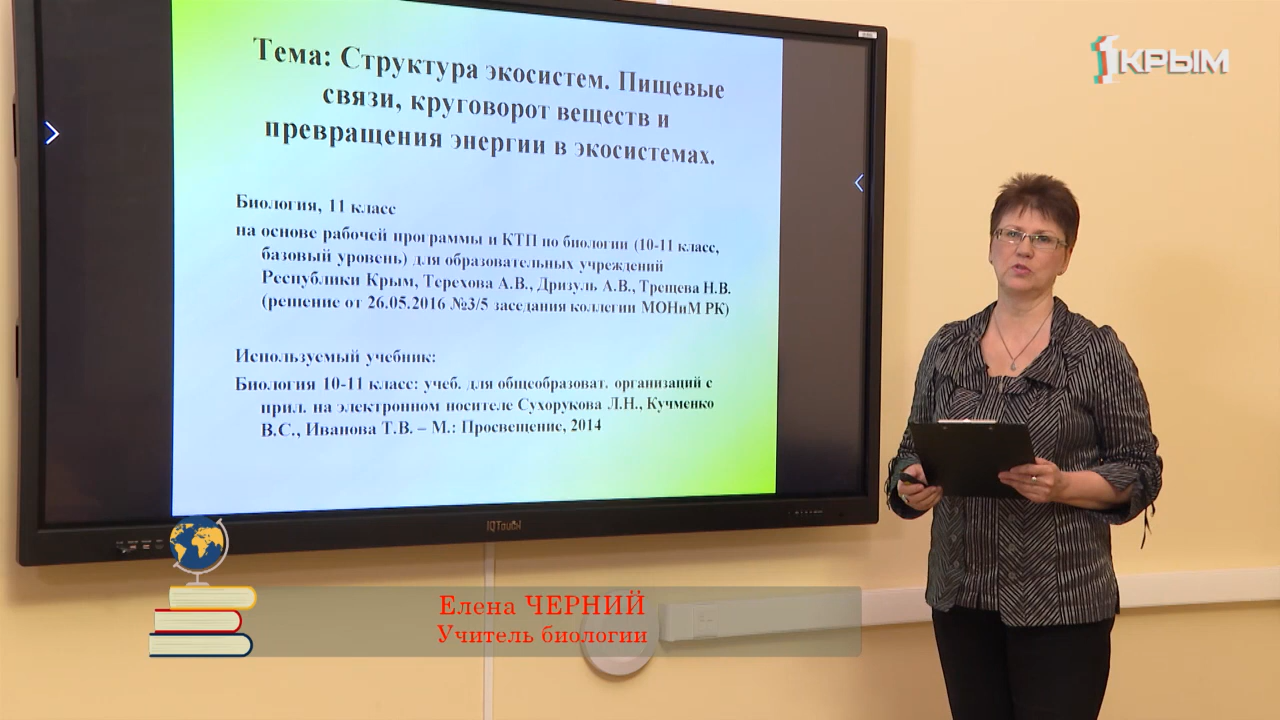 Тема: Структура экосистем. Пищевые
связи, круговорот веществ и
превращения энергии в экосистемах.
Биология, 11 класс
на основе рабочей программы и КТП по биологии (10-11 класс,
базовый уровень) для образовательных учреждений
Республики Крым, Терехова А.В., Дризуль А.В., Трещева Н.В.
(решение от 26.05.2016 №3/5 заседания коллегии МОНиМ РК)
Используемый учебник:
Биология 10-11 класс: учеб. для общеобразоват. организаций с
прил. на электронном носителе Сухорукова Л.Н., Кучменко
В.С., Иванова Т.В. – М.: Просвещение, 2014
1КРЫМ
IQTouch
Елена ЧЕРНИЙ
Учитель биологии